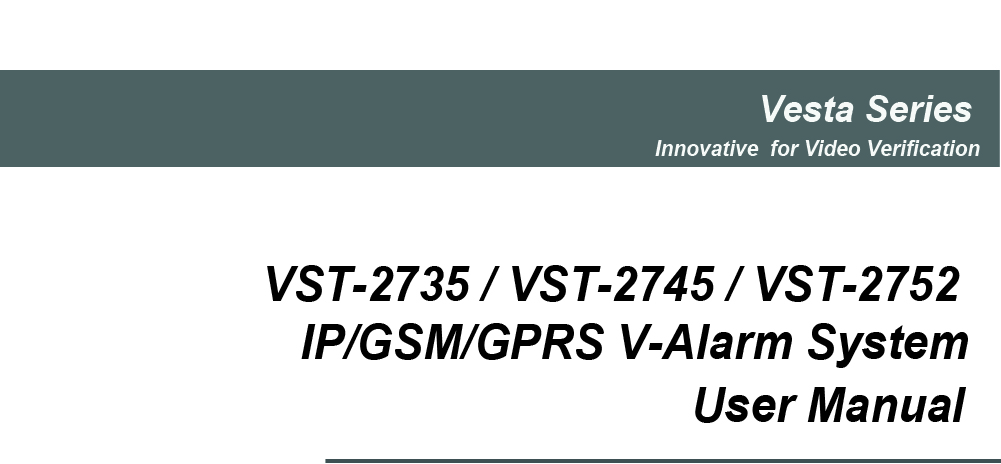 Vesta Series
Innovative for Video Verification
VST-2735 / VST-2745 / VST-2752
IP/GSM/GPRS V-Alarm System
User Manual